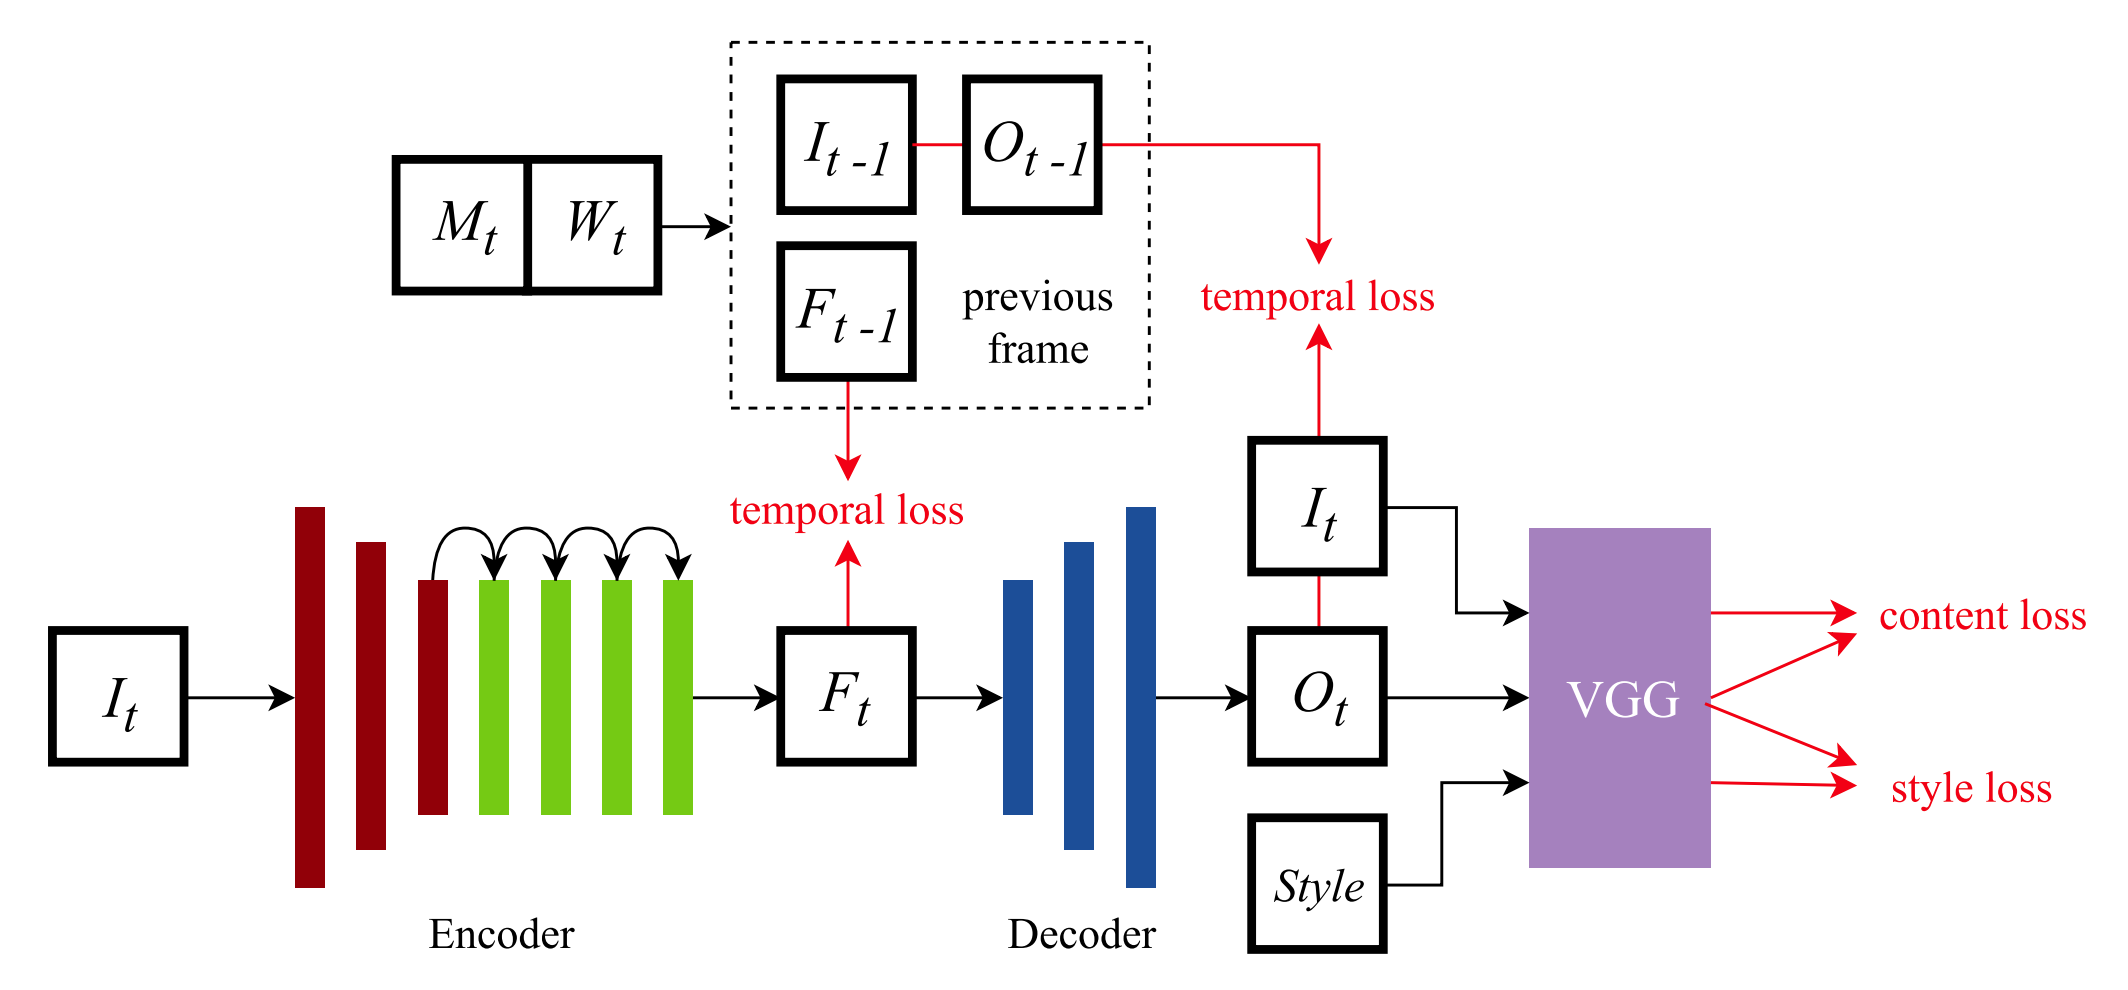 I_{t-1}
O_{t-1}
M_t
W_t
F_{t-1}
previous
frame
temporal loss
temporal loss
I_t
I_t
F_t
O_t
VGG
content loss
style loss
Style
Encoder
Decoder